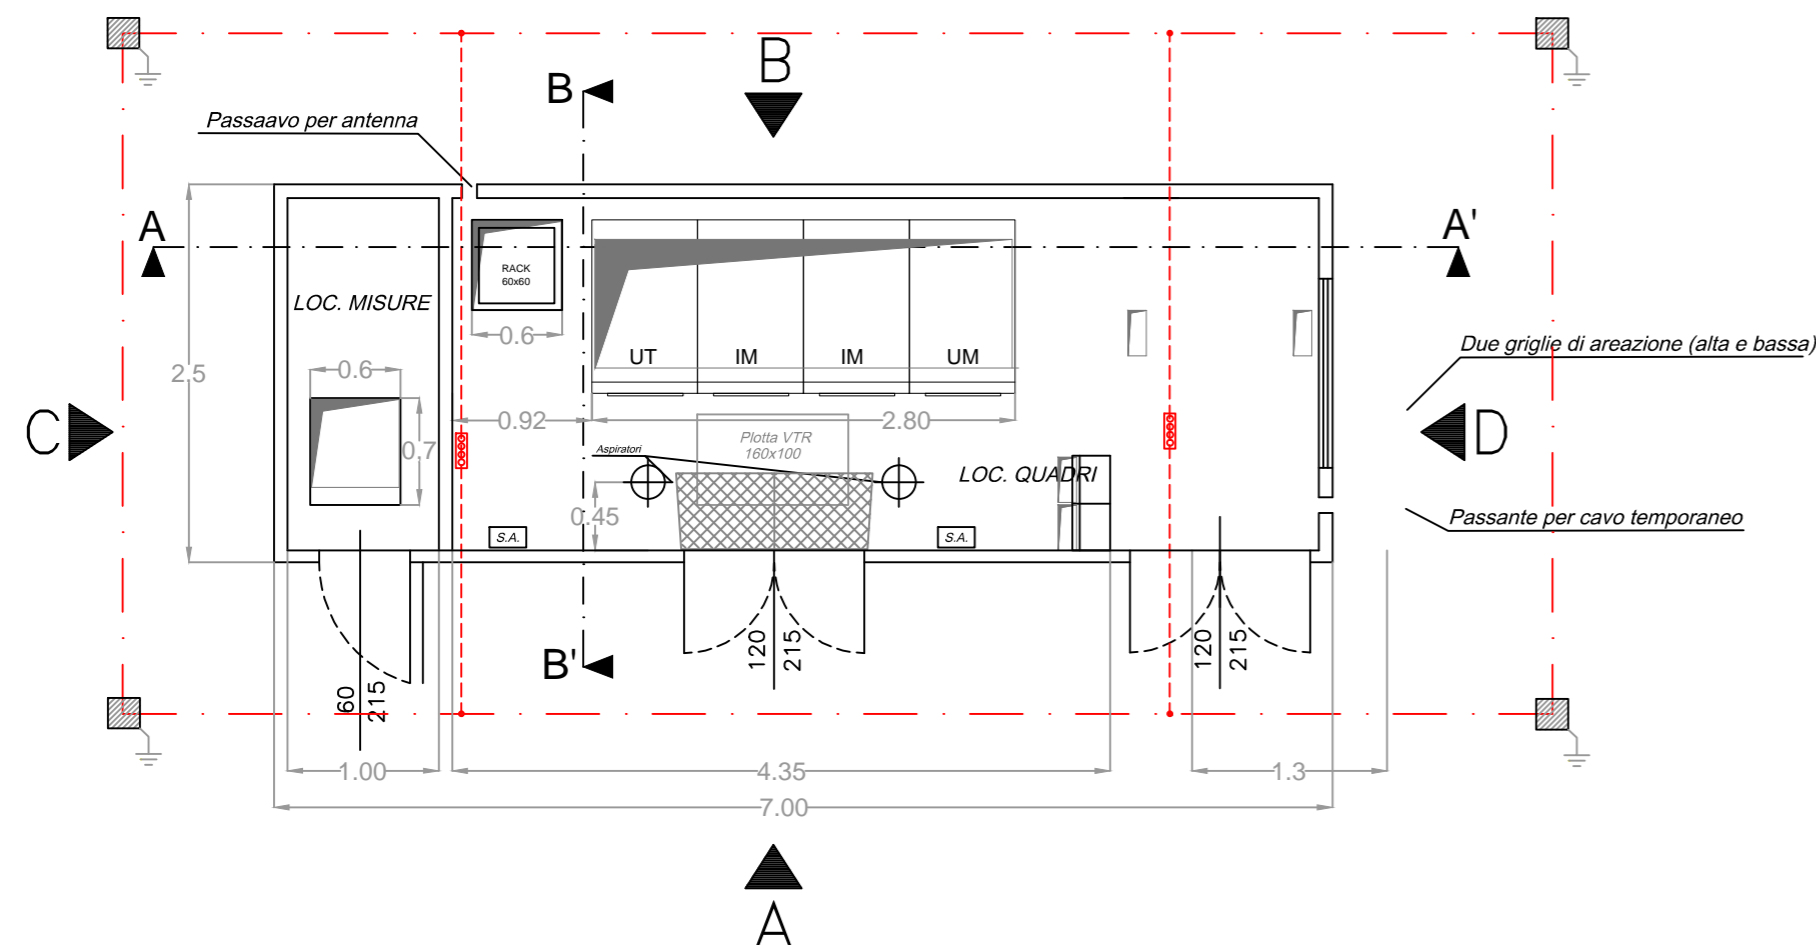 B
B
Passaavo per antenna
A
A'
RACK
60x60
LOC. MISURE
0.6
Due griglie di areazione (alta e bassa)
UT
IM
IM
UM
2.5
0.6
0.92
2.80
C
D
0.7
Plotta VTR
160x100
Aspiratori
LOC. QUADRI
0.45
Passante per cavo temporaneo
S.A.
S.A.
120
215
120
215
B'
60
215
1.00
4.35
1.3
7.00
A